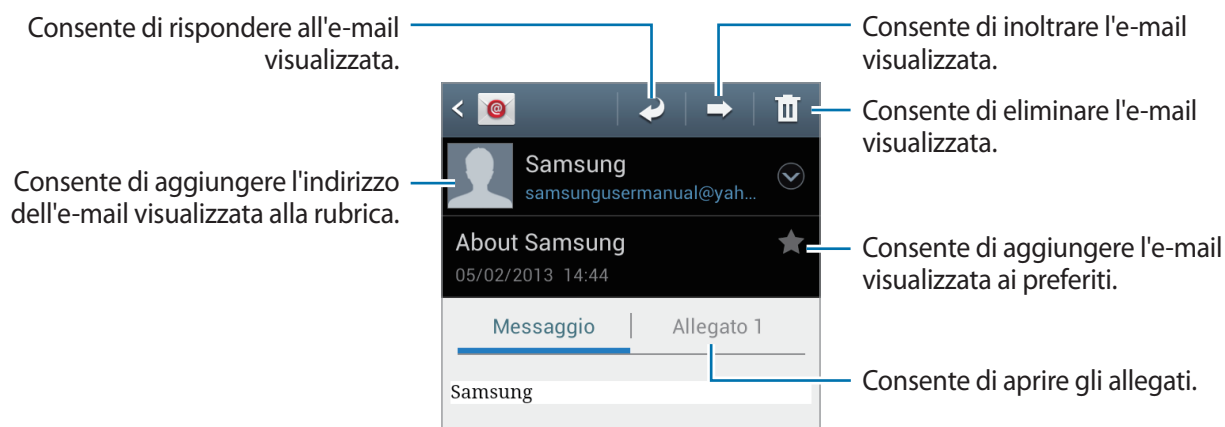 Consente di rispondere all'e-mail
visualizzata.
Consente di inoltrare l'e-mail
visualizzata.
Consente di eliminare l'e-mail
visualizzata.
Samsung
samsungusermanual@yah...
Consente di aggiungere l'indirizzo
dell'e-mail visualizzata alla rubrica.
About Samsung
05/02/2013 14:44
Consente di aggiungere l'e-mail
visualizzata ai preferiti.
Messaggio
Allegato 1
Consente di aprire gli allegati.
Samsung